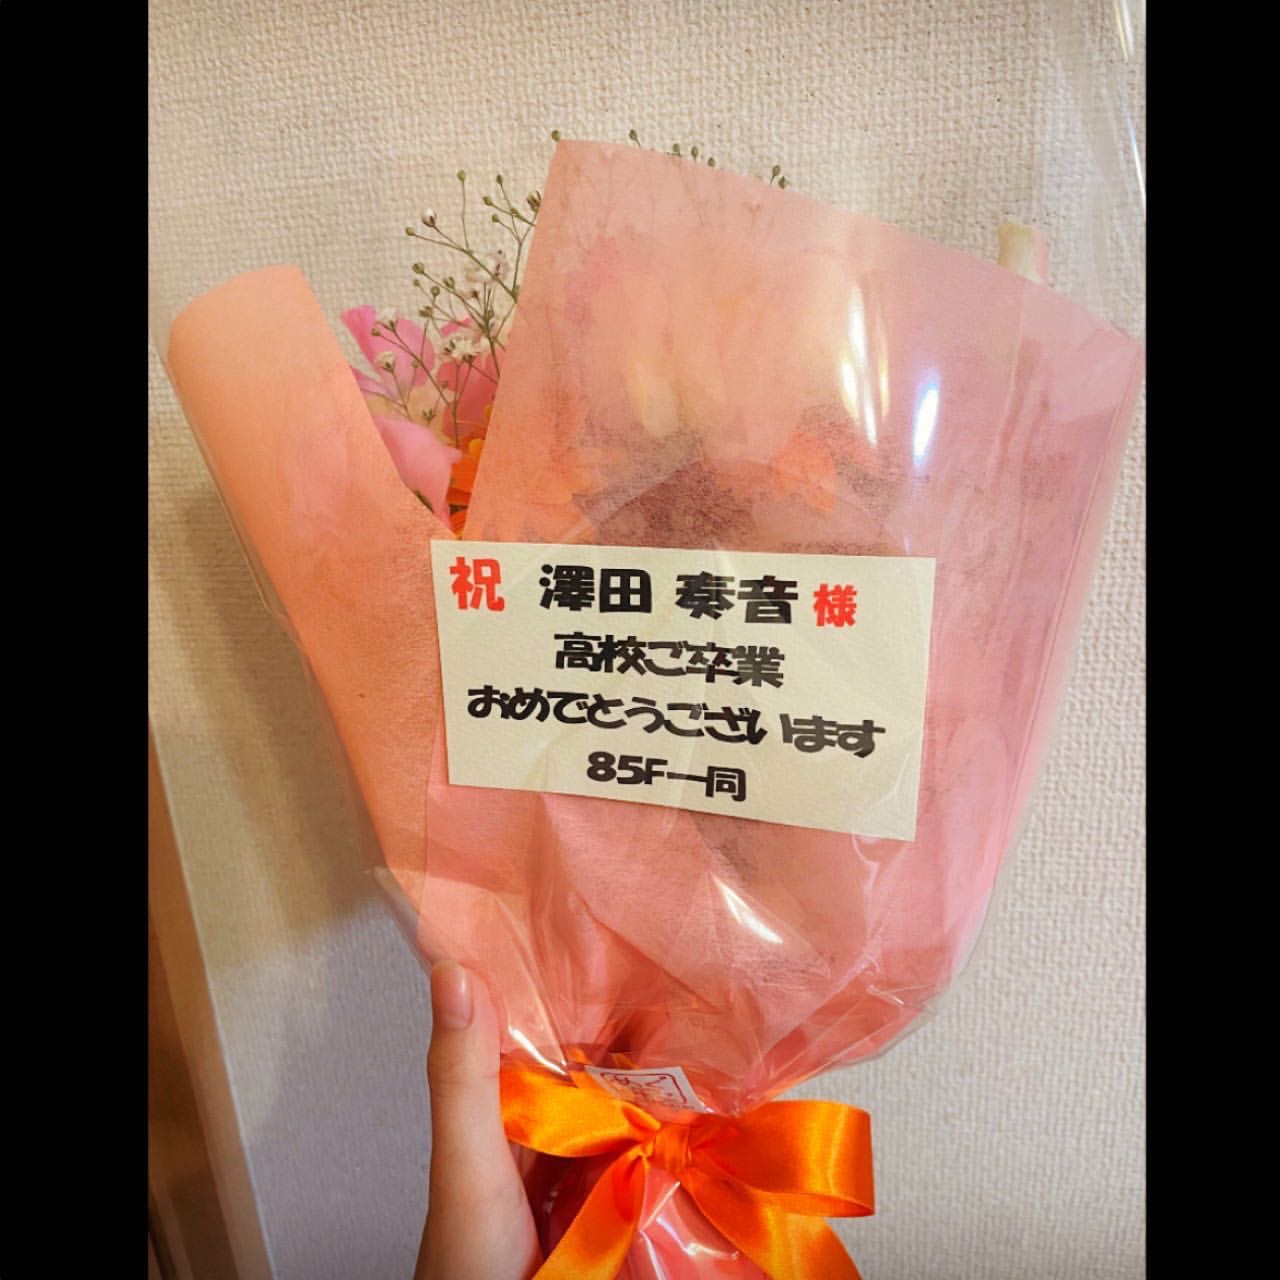 祝 澤田 奏音 様
高校ご卒業
おめでとうございます
85F一同